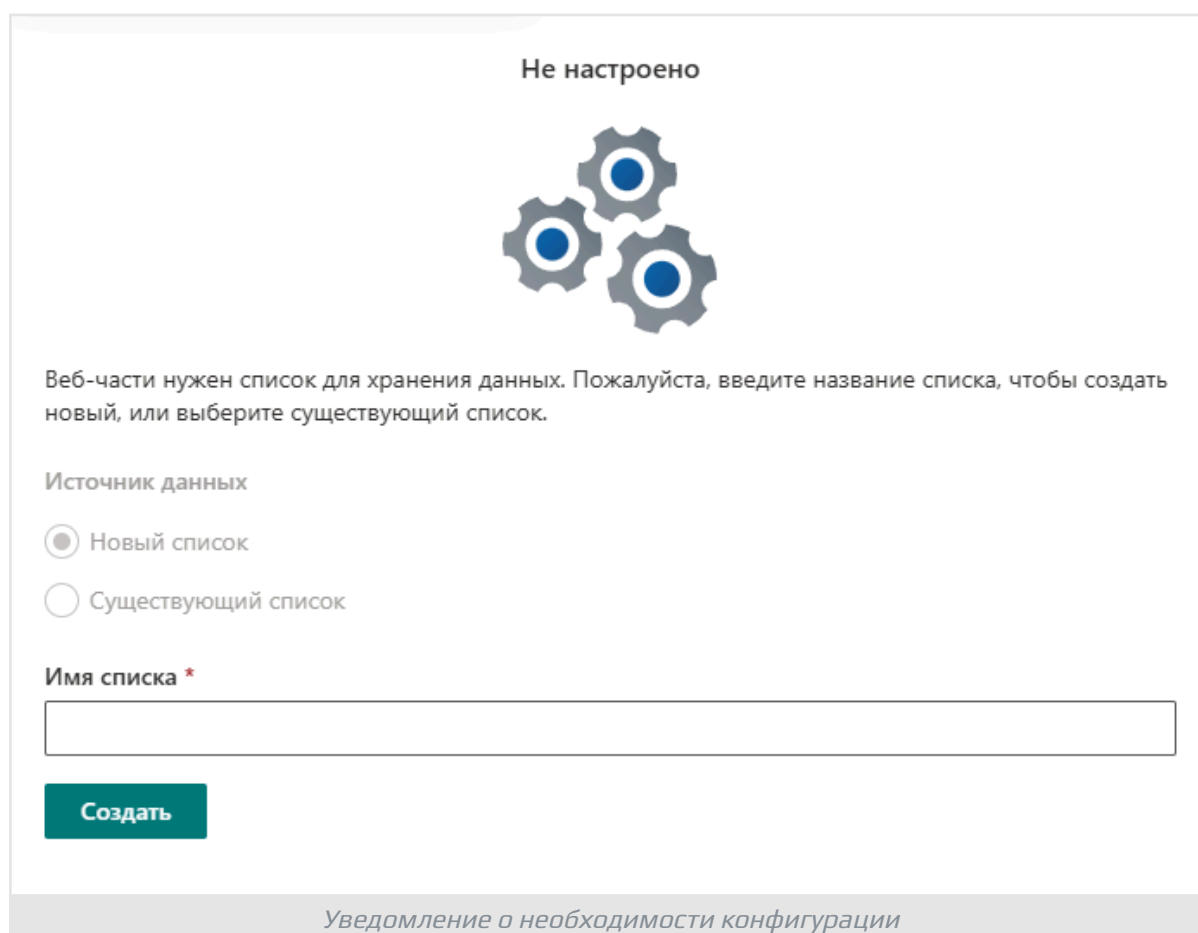 Не настроено
Веб-части нужен список для хранения данных. Пожалуйста, введите название списка, чтобы создать
новый, или выберите существующий список.
Источник данных
Новый список
Существующий список
Имя списка *
Создать
Уведомление о необходимости конфигурации